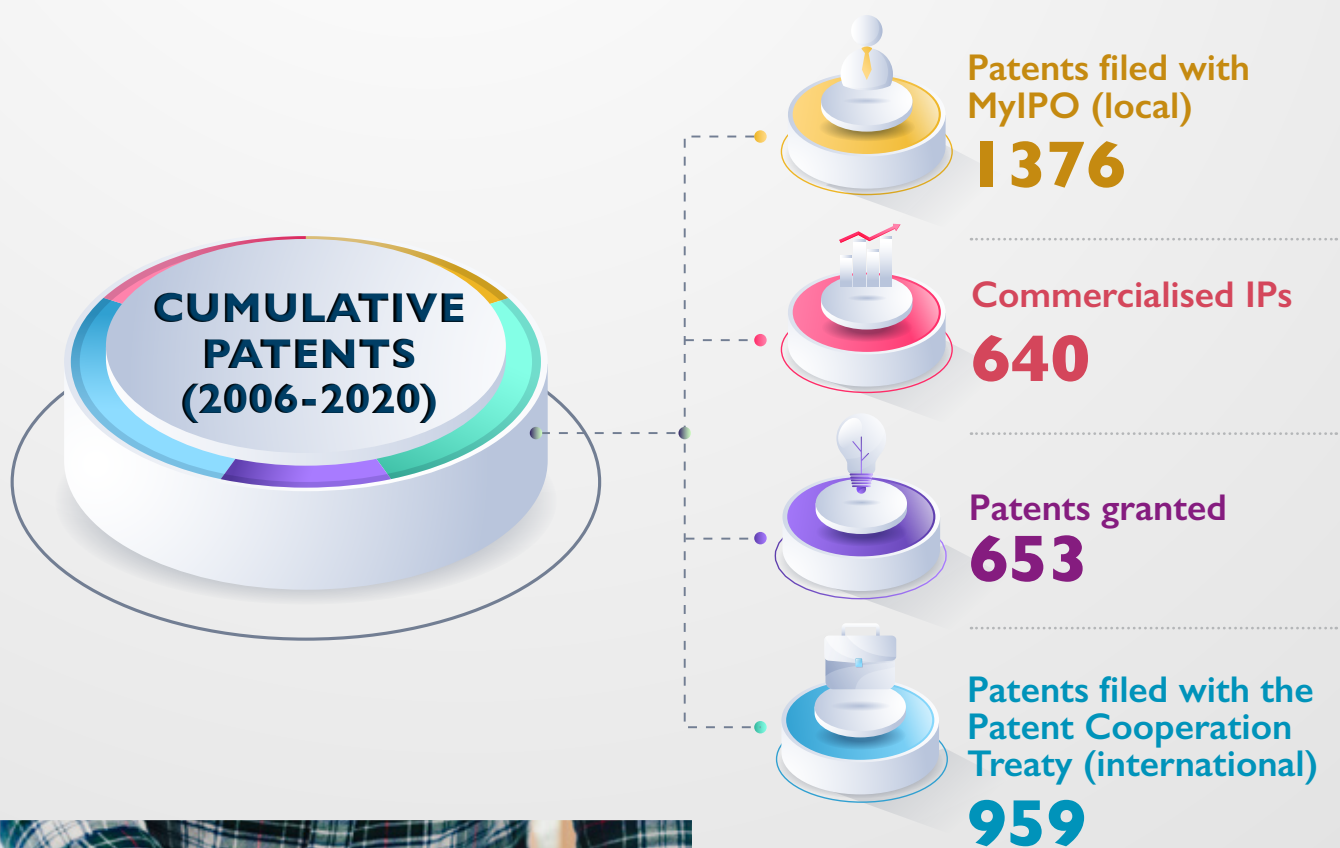 CUMULATIVE
PATENTS
(2006-2020)
Patents filed with
MyIPO (local)
1376
Commercialised IPs
640
Patents granted
653
Patents filed with the
Patent Cooperation
Treaty (international)
959